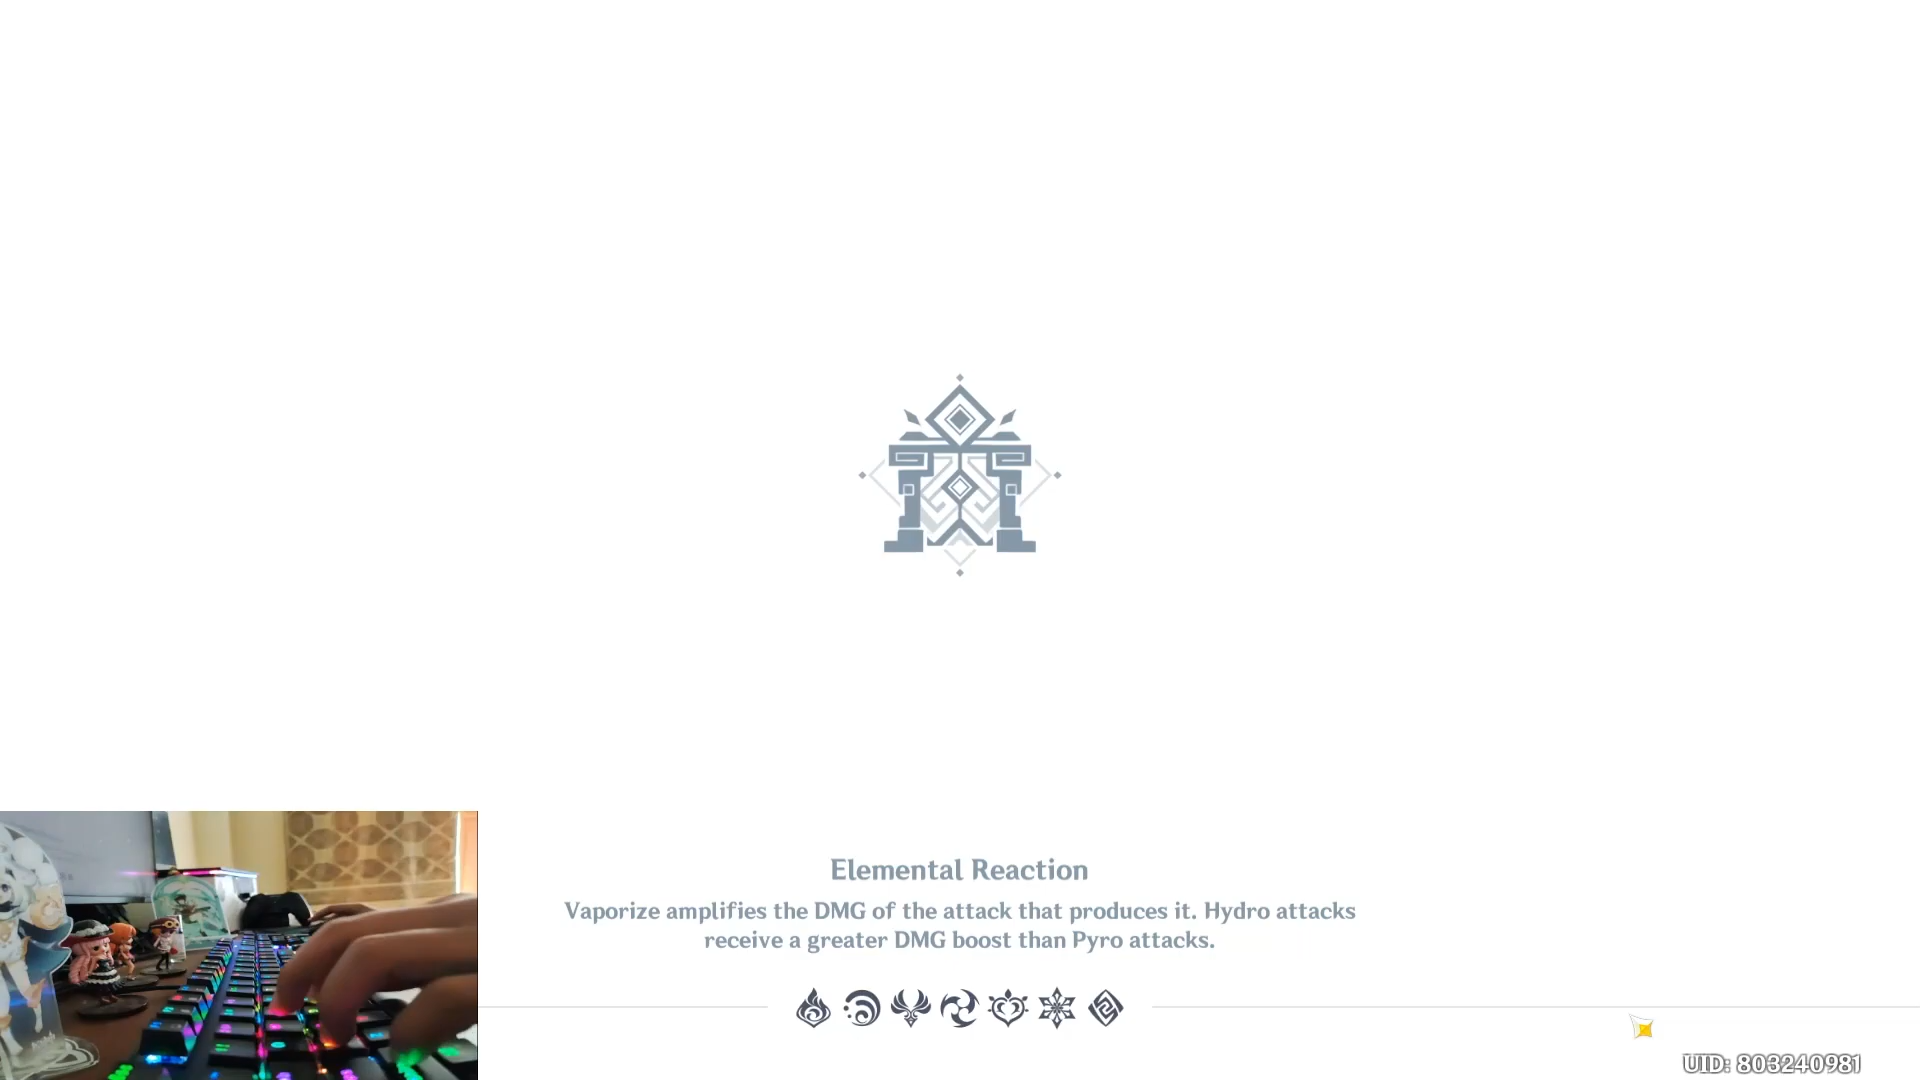 Elemental Reaction
Vaporize amplifies the DMG of the attack that produces it. Hydro attacks
receive a greater DMG boost than Pyro attacks.
UID: 803240981